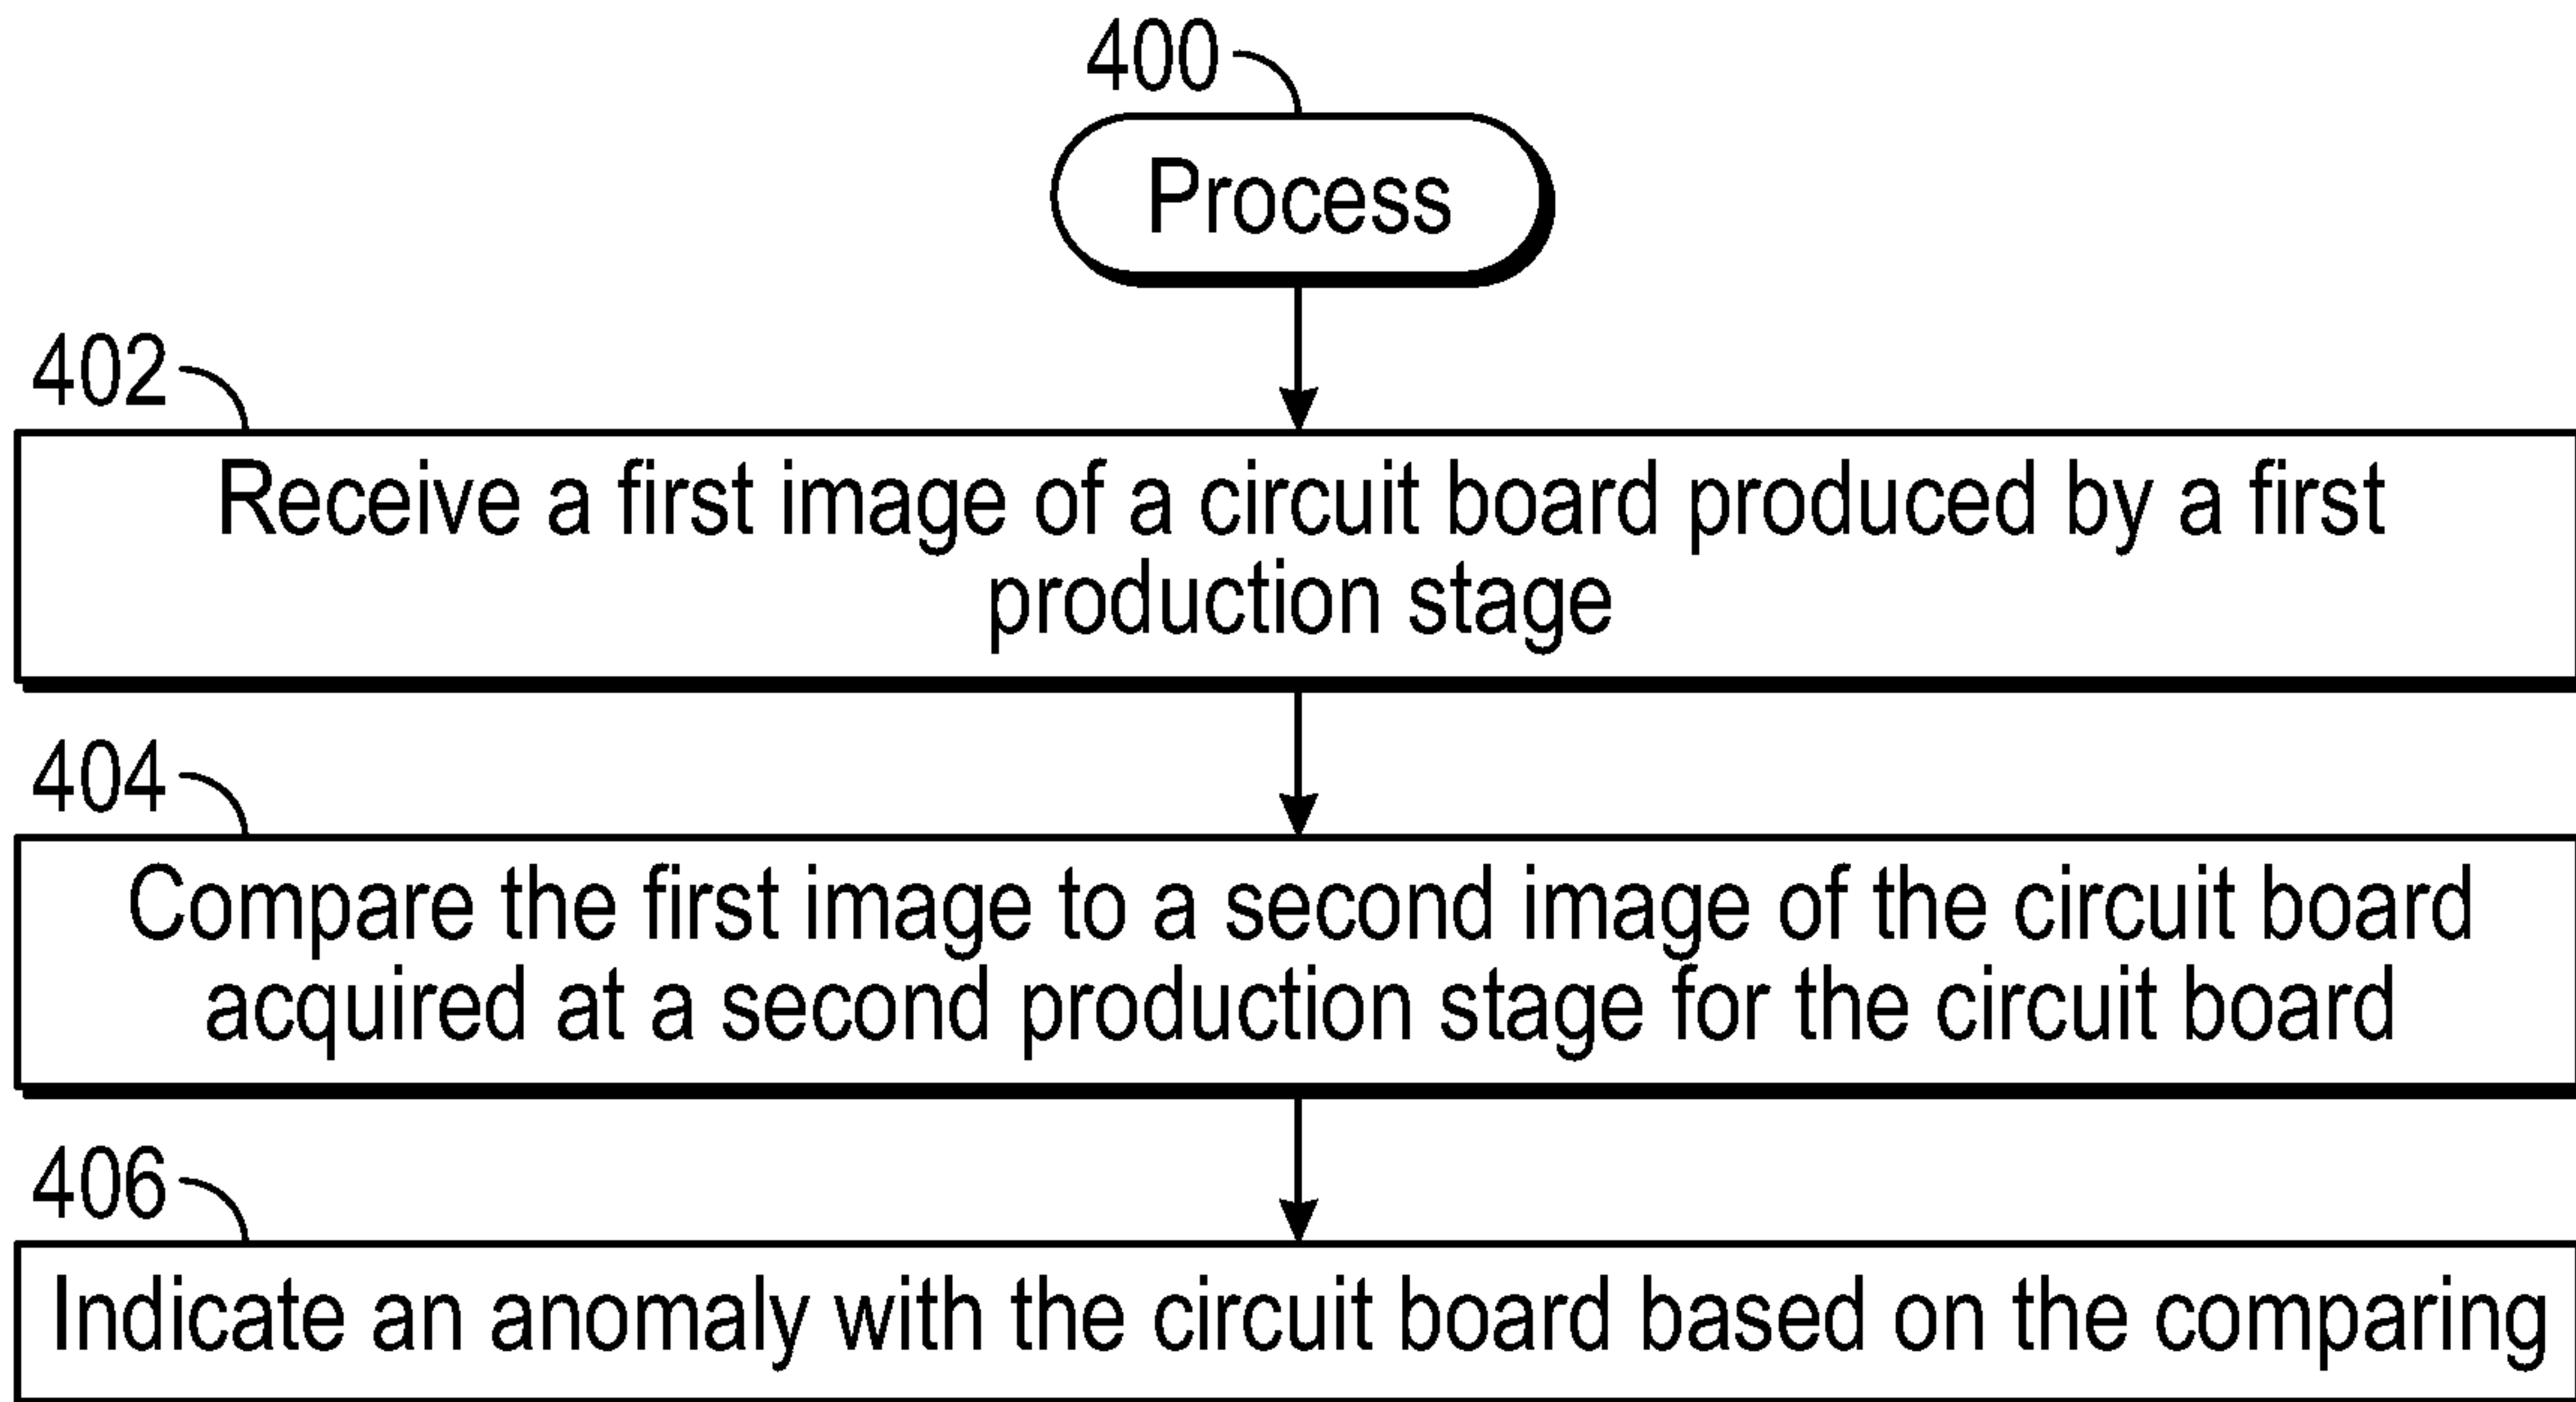 400
Process
402
Receive a first image of a circuit board produced by a first
production stage
404
Compare the first image to a second image of the circuit board
acquired at a second production stage for the circuit board
406
Indicate an anomaly with the circuit board based on the comparing